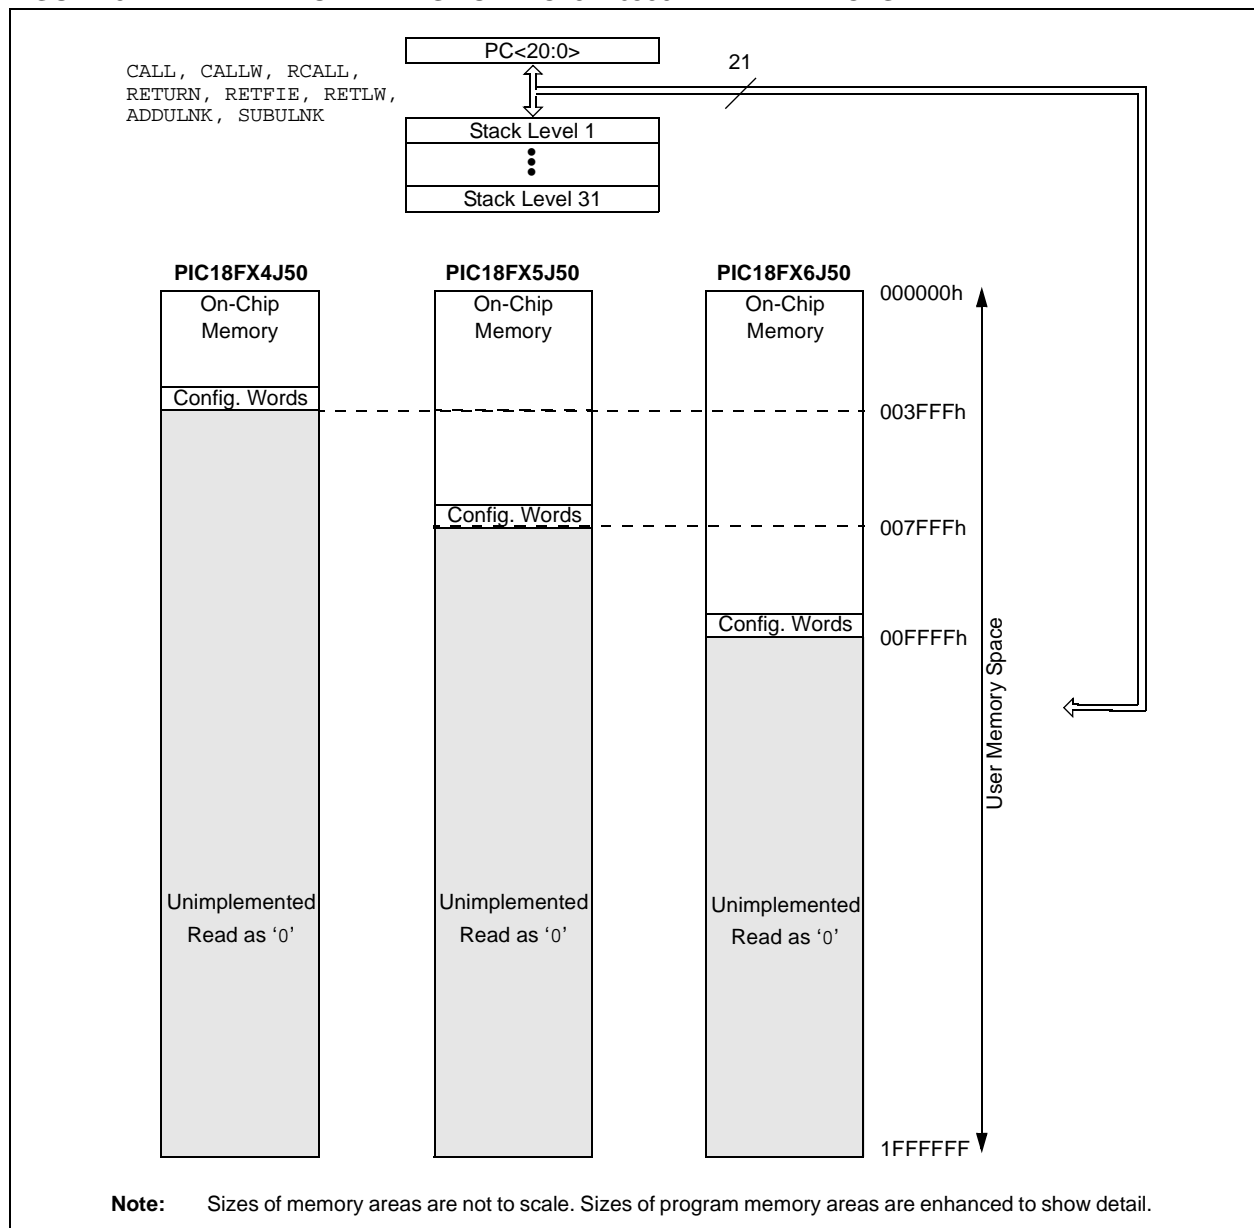 PC<20:0>
21
CALL, CALLW, RCALL,
RETURN, RETFIE, RETLW,
ADDULNK, SUBULNK
Stack Level 1
Stack Level 31
PIC18FX4J50
PIC18FX5J50
PIC18FX6J50
On-Chip
Memory
On-Chip
Memory
On-Chip
Memory
000000h
Config. Words
003FFFh
Config. Words
007FFFh
Config. Words
00FFFFh
User Memory Space
Unimplemented
Read as ‘0’
Unimplemented
Read as ‘0’
Unimplemented
Read as ‘0’
1FFFFFF
Note: Sizes of memory areas are not to scale. Sizes of program memory areas are enhanced to show detail.